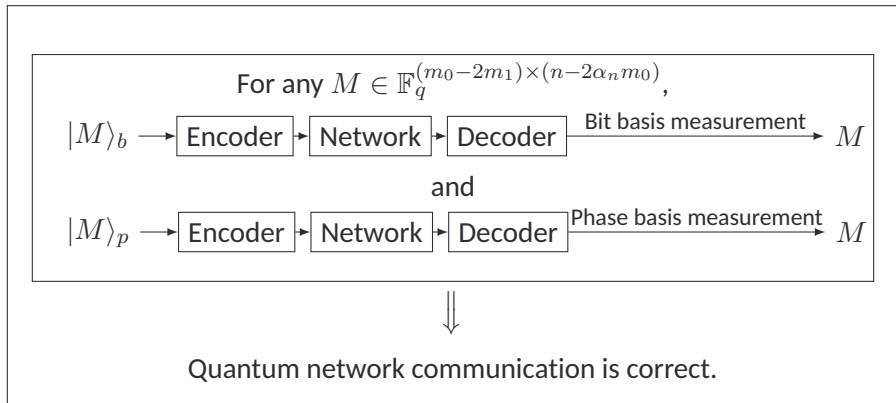 For any $M \in \mathbb{F}_q^{(m_0-2m_1)\times(n-2\alpha_n m_0)}$,
$|M\rangle_b$ Encoder Network Decoder Bit basis measurement $M$
and
$|M\rangle_p$ Encoder Network Decoder Phase basis measurement $M$
⇓
Quantum network communication is correct.